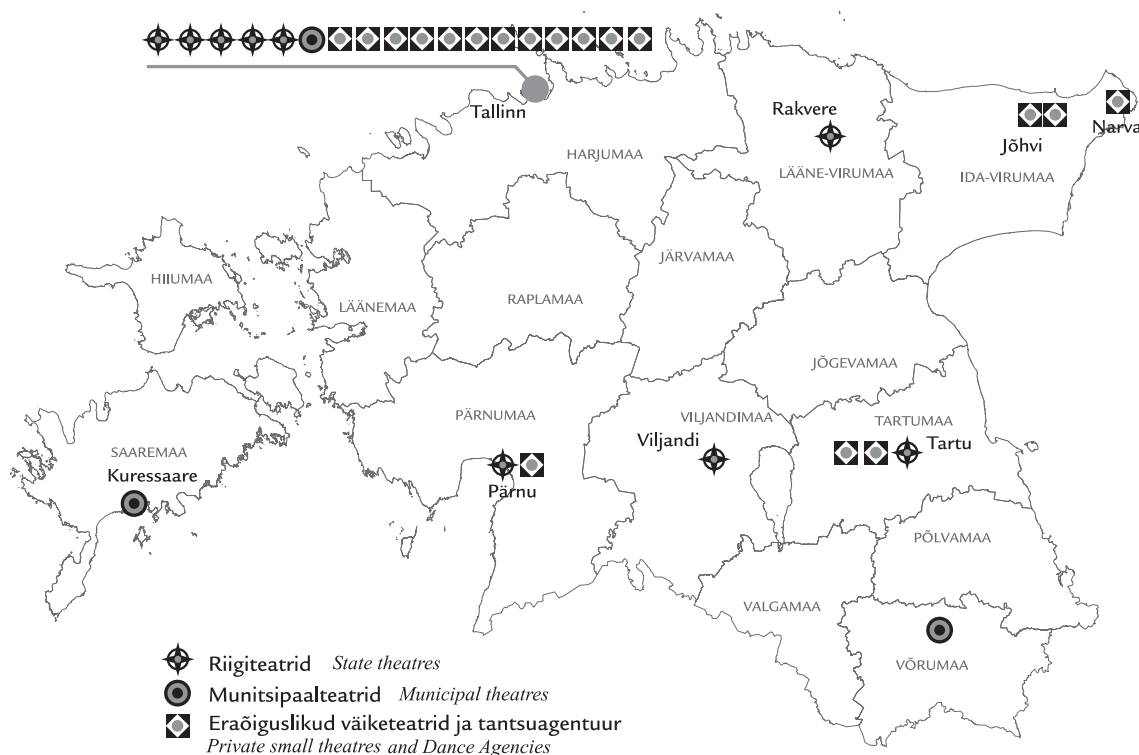 Tallinn
Rakvere
Narva
Jõhvi
HARJUMAA
LÄÄNE-VIRUMAA
IDA-VIRUMAA
JÄRVAMAA
HIIUMAA
LÄÄNEMAA
RAPLAMAA
JÕGEVAMAA
PÄRNUMAA
VILJANDIMAA
TARTUMAA
Viljandi
Tartu
SAAREMAA
Kuressaare
Pärnu
PÕLVAMAA
VALGAMAA
VÕRUMAA
Riigiteatrid State theatres
Munitsipaalteatrid Municipal theatres
Eraõiguslikud väiketeatrid ja tantsuagentuur
Private small theatres and Dance Agencies